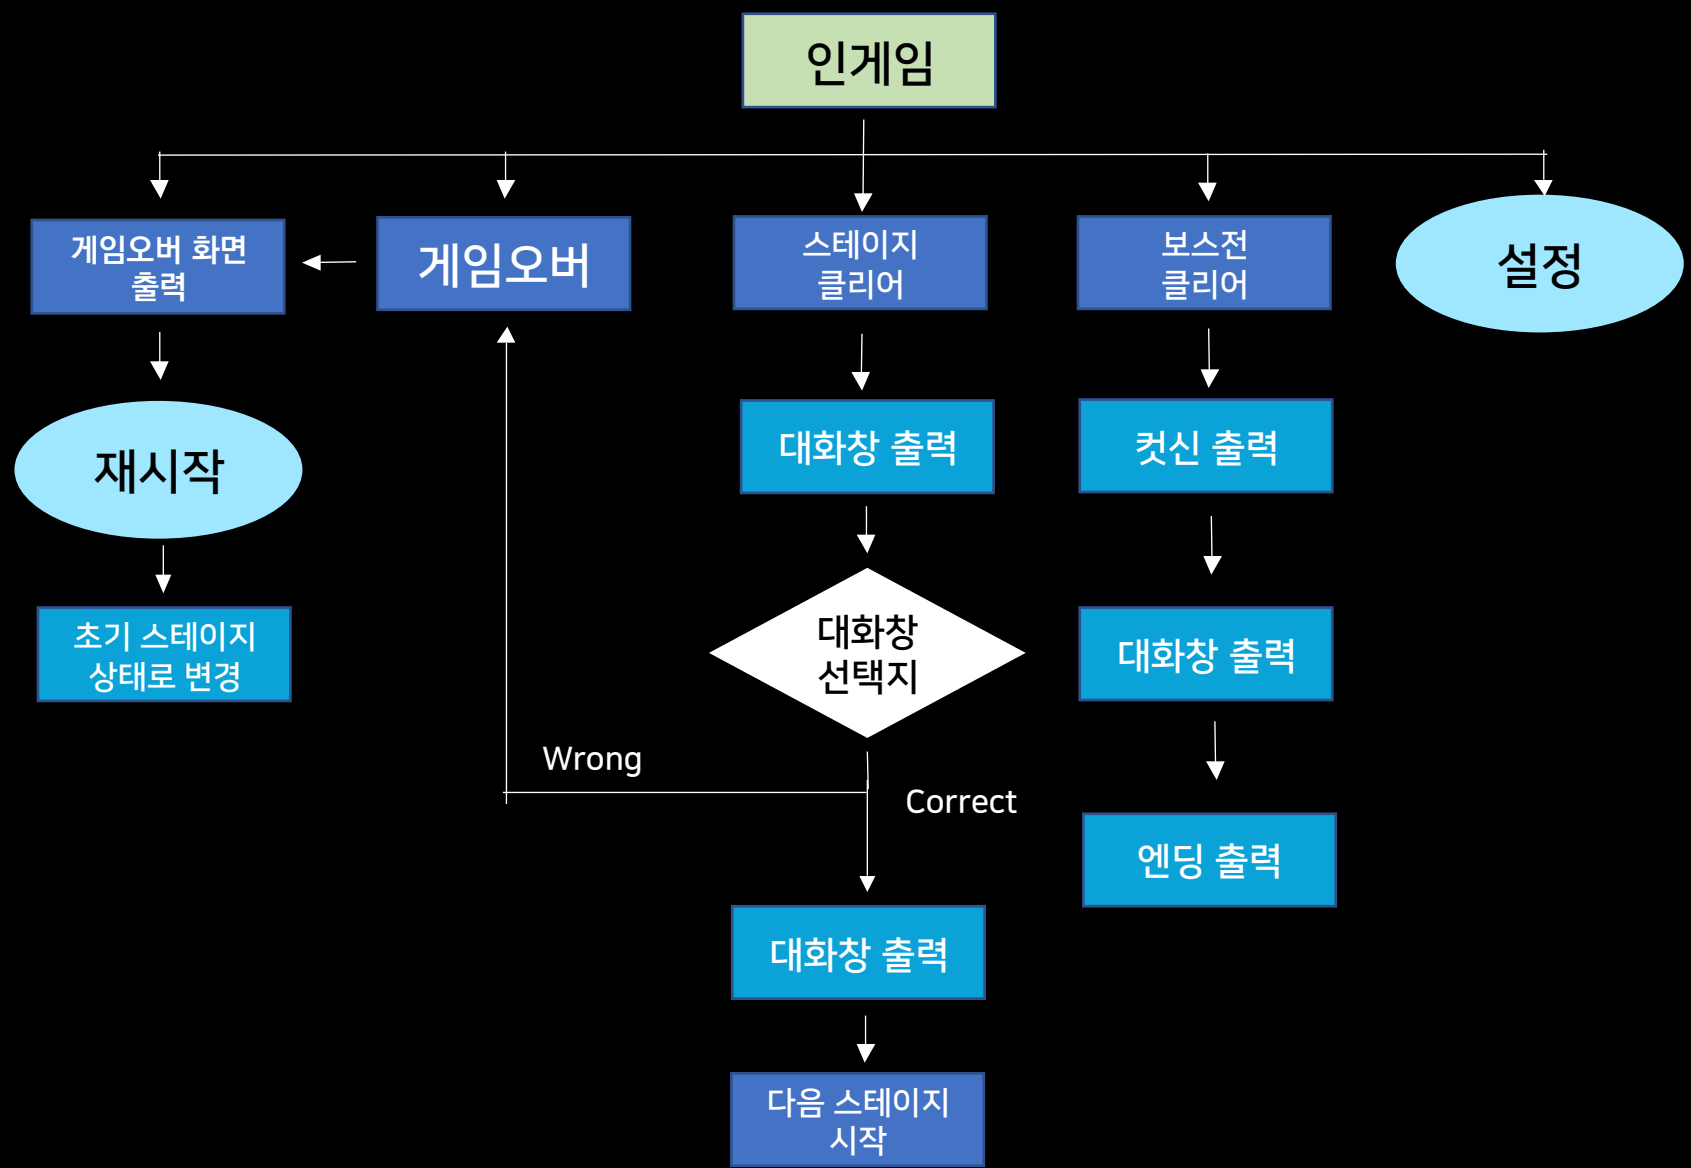 인게임
게임오버 화면
출력
게임오버
스테이지
클리어
보스전
클리어
설정
재시작
대화창 출력
컷신 출력
초기 스테이지
상태로 변경
대화창
선택지
대화창 출력
Wrong
Correct
엔딩 출력
대화창 출력
다음 스테이지
시작